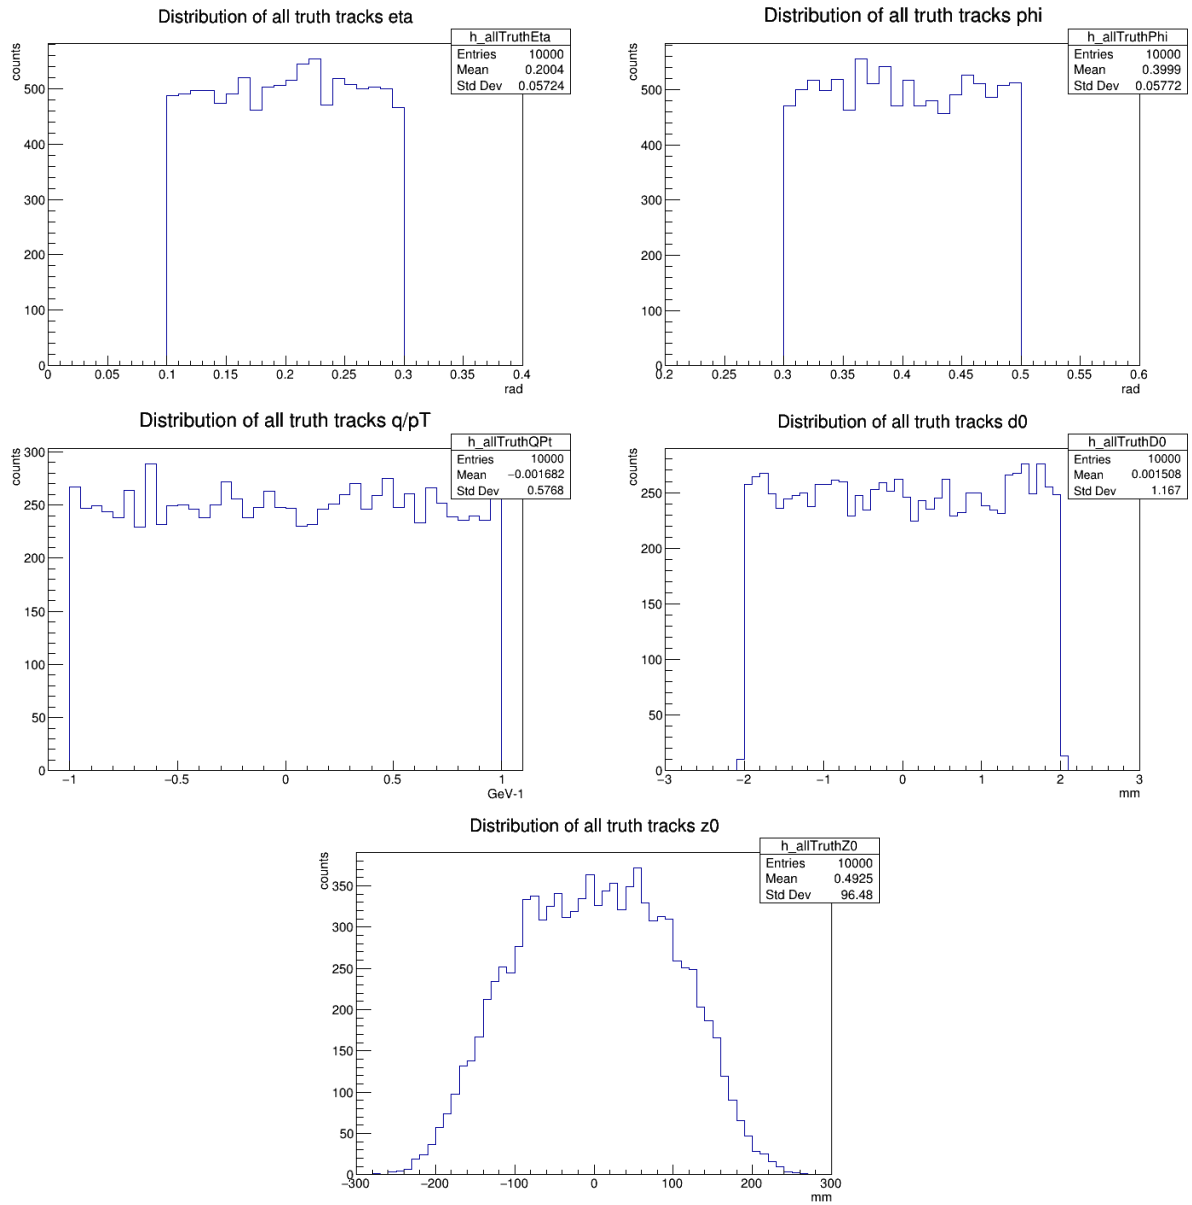 Distribution of all truth tracks eta
counts
h_allTruthEta
Entries 10000
Mean 0.2004
Std Dev 0.05724
500
400
300
200
100
0
0 0.05 0.1 0.15 0.2 0.25 0.3 0.35 0.4
rad
Distribution of all truth tracks phi
counts
h_allTruthPhi
Entries 10000
Mean 0.3999
Std Dev 0.05772
500
400
300
200
100
0
0.2 0.25 0.3 0.35 0.4 0.45 0.5 0.55 0.6
rad
Distribution of all truth tracks q/pT
counts
h_allTruthQPt
Entries 10000
Mean −0.001682
Std Dev 0.5768
300
250
200
150
100
50
0
−1 −0.5 0 0.5 1
GeV-1
Distribution of all truth tracks d0
counts
h_allTruthD0
Entries 10000
Mean 0.001508
Std Dev 1.167
250
200
150
100
50
0
−3 −2 −1 0 1 2 3
mm
Distribution of all truth tracks z0
counts
h_allTruthZ0
Entries 10000
Mean 0.4925
Std Dev 96.48
350
300
250
200
150
100
50
0
−300 −200 −100 0 100 200 300
mm